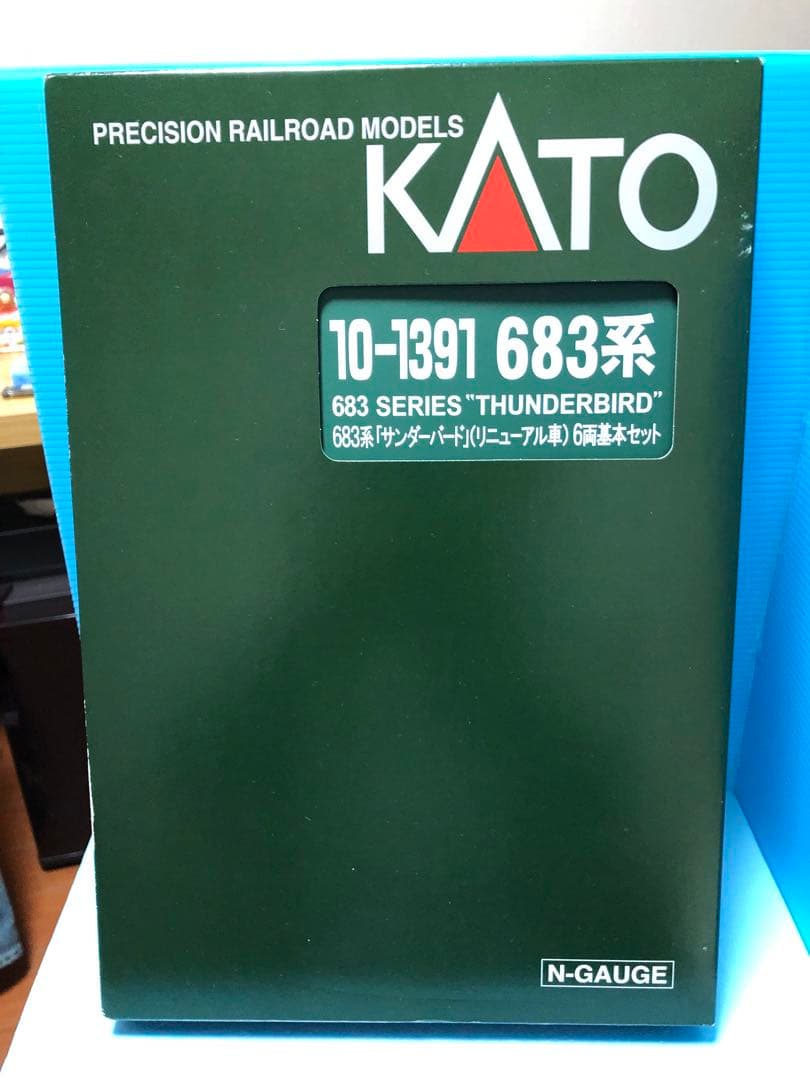 PRECISION RAILROAD MODELS
KATO
10-1391 683系
683 SERIES "THUNDERBIRD"
683系「サンダーバード」(リニューアル車) 6両基本セット
N-GAUGE